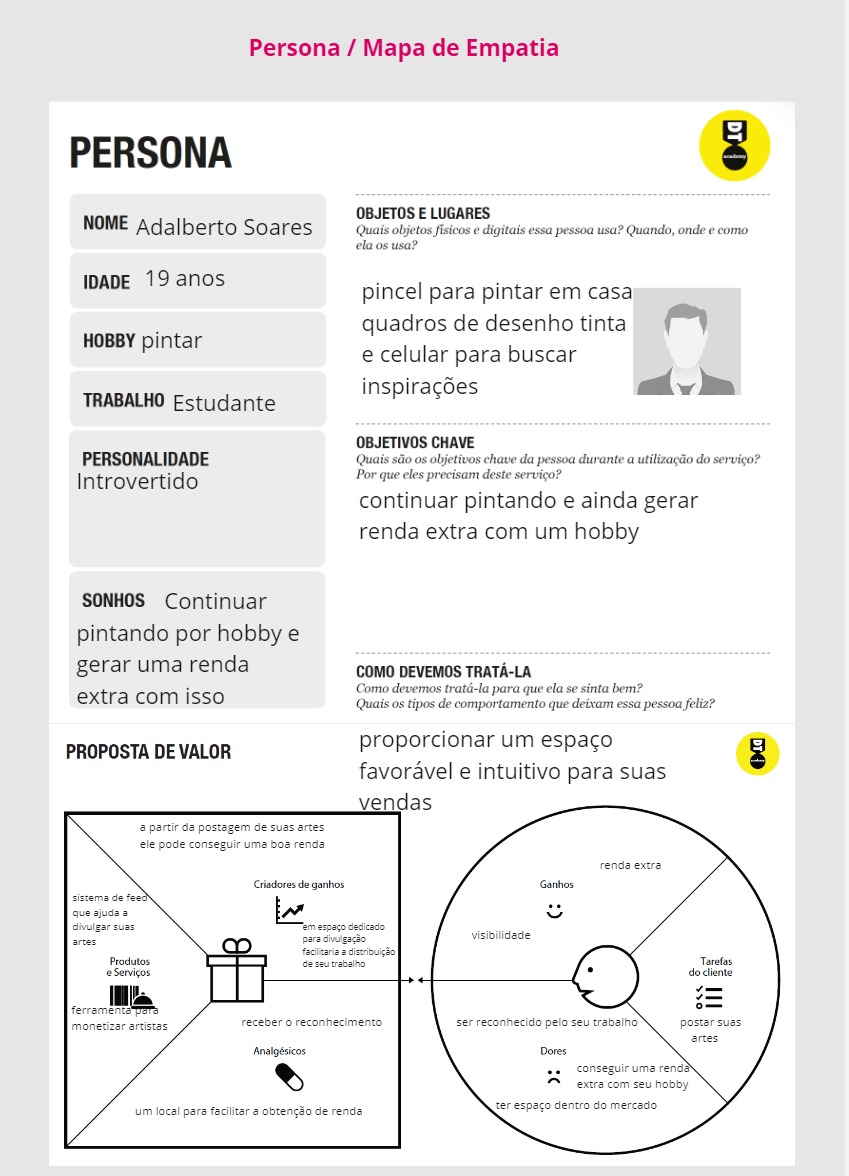 Persona / Mapa de Empatia
PERSONA
DT
academy
NOME Adalberto Soares
IDADE 19 anos
HOBBY pintar
TRABALHO Estudante
PERSONALIDADE
Introvertido
SONHOS Continuar
pintando por hobby e
gerar uma renda
extra com isso
OBJETOS E LUGARES
Quais objetos físicos e digitais essa pessoa usa? Quando, onde e como
ela os usa?
pincel para pintar em casa
quadros de desenho tinta
e celular para buscar
inspirações
OBJETIVOS CHAVE
Quais são os objetivos chave da pessoa durante a utilização do serviço?
Por que eles precisam deste serviço?
continuar pintando e ainda gerar
renda extra com um hobby
COMO DEVEMOS TRATÁ-LA
Como devemos tratá-la para que ela se sinta bem?
Quais os tipos de comportamento que deixam essa pessoa feliz?
proporcionar um espaço
favorável e intuitivo para suas
vendas
PROPOSTA DE VALOR
DT
academy
a partir da postagem de suas artes
ele pode conseguir uma boa renda
Criadores de ganhos
em espaço dedicado
para divulgação
facilitaria a distribuição
de seu trabalho
sistema de feed
que ajuda a
divulgar suas
artes
Produtos
e Serviços
ferramenta para
monetizar artistas
receber o reconhecimento
Analgésicos
um local para facilitar a obtenção de renda
renda extra
Ganhos
visibilidade
Tarefas
do cliente
postar suas
artes
ser reconhecido pelo seu trabalho
Dores
conseguir uma renda
extra com seu hobby
ter espaço dentro do mercado